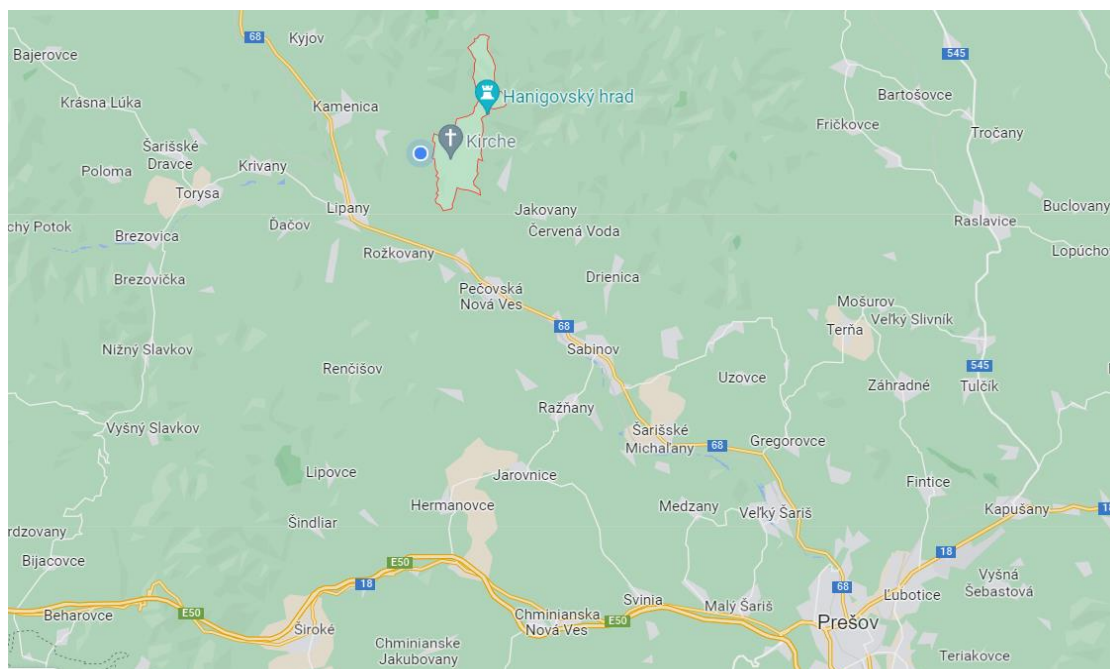 68
Kyjov
545
Bajerovce
Hanigovský hrad
Bartošovce
Krásna Lúka
Kamenica
Fričkovce
Tročany
Kirche
Šarišské
Dravce
Poloma
Krivany
Torysa
Lipany
Jakovany
Buclovany
Raslavice
chý Potok
Brezovica
Ďačov
Červená Voda
Rožkovany
Lopúcho
Brezovička
Drienica
Pečovská
Nová Ves
Mošurov
Veľký Slivník
68
Terňa
Nižný Slavkov
Sabinov
Renčišov
545
Uzovce
Záhradné
Tulčík
Ražňany
Vyšný Slavkov
Šarišské
Michaľany
68
Gregorovce
Lipovce
Jarovnice
Fintice
Hermanovce
Medzany
Veľký Šariš
Kapušany
18
Šindliar
rdzovany
Bijacovce
E50
18
18
Vyšná
Šebastová
68
Ľubotice
Svinia
Malý Šariš
Beharovce
E50
Chminianska
Nová Ves
E50
Prešov
Široké
Chminianske
Jakubovany
Teriakovce